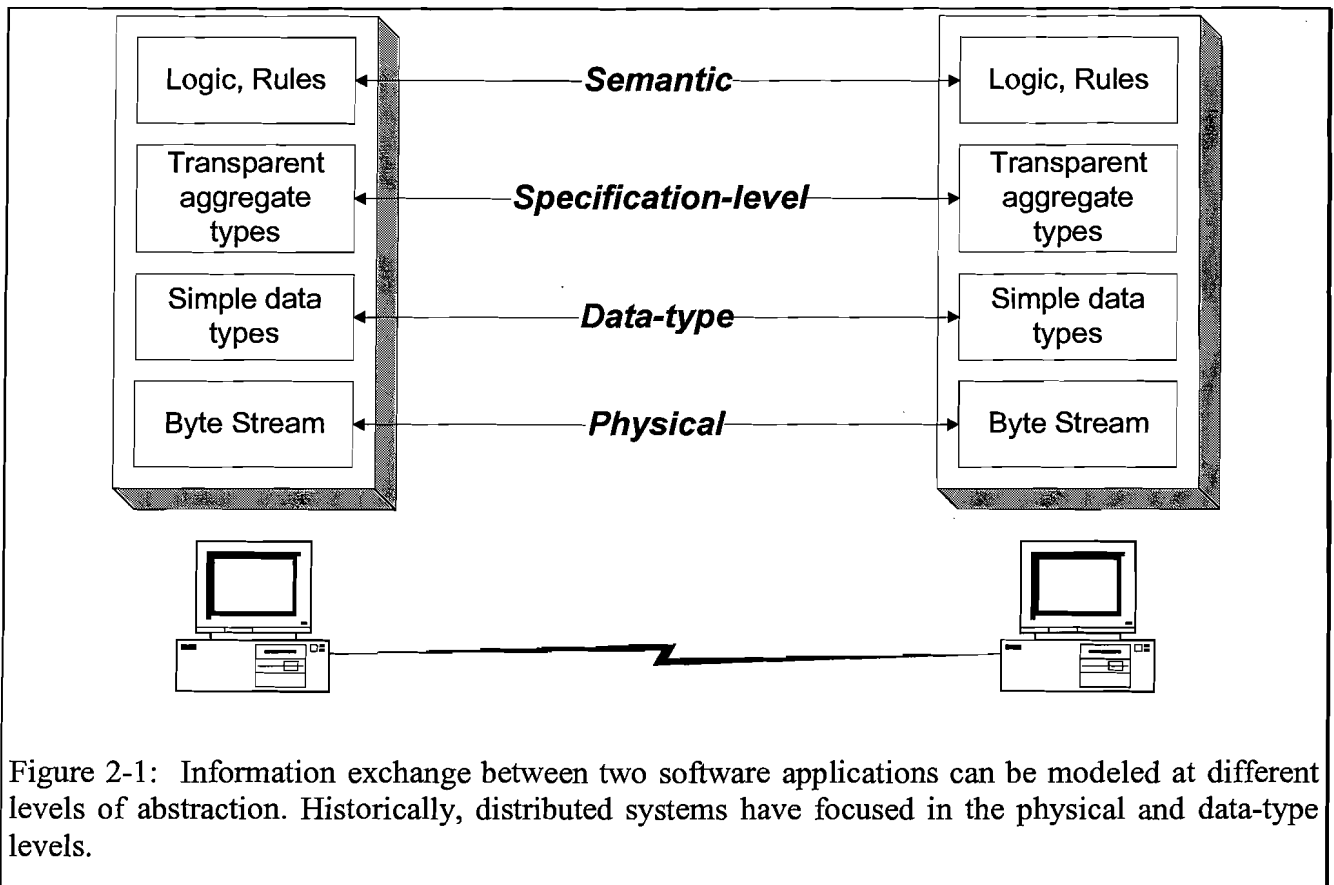 Logic, Rules
Semantic
Logic, Rules
Transparent
aggregate
types
Specification-level
Transparent
aggregate
types
Simple data
types
Data-type
Simple data
types
Byte Stream
Physical
Byte Stream
Figure 2-1: Information exchange between two software applications can be modeled at different
levels of abstraction. Historically, distributed systems have focused in the physical and data-type
levels.